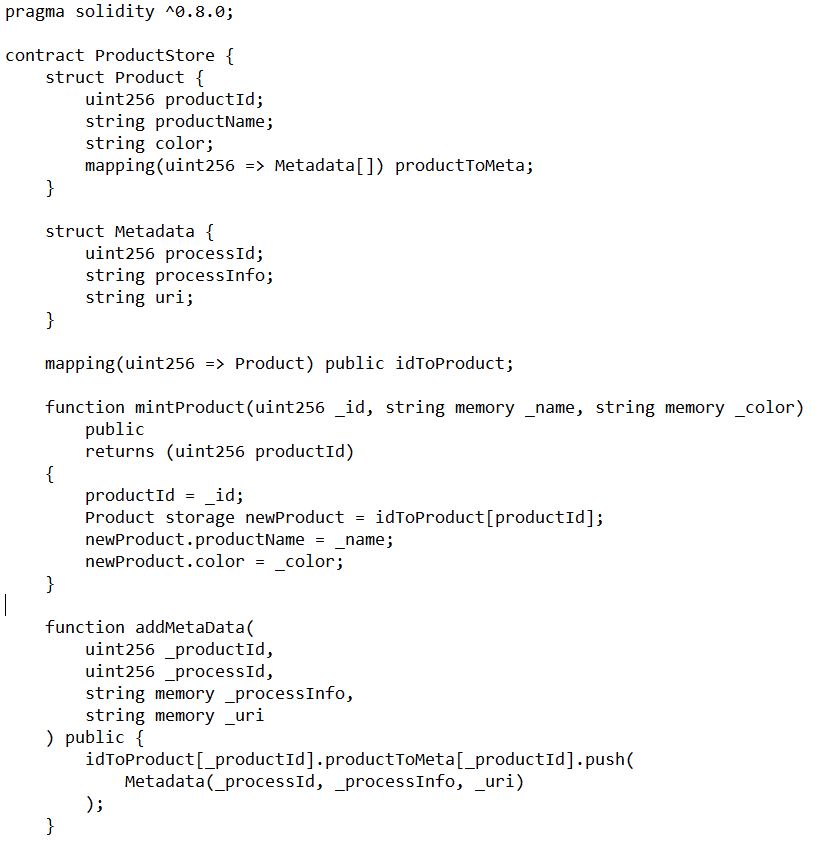 pragma solidity ^0.8.0;

contract ProductStore {
    struct Product {
        uint256 productId;
        string productName;
        string color;
        mapping(uint256 => Metadata[]) productToMeta;
    }

    struct Metadata {
        uint256 processId;
        string processInfo;
        string uri;
    }

    mapping(uint256 => Product) public idToProduct;

    function mintProduct(uint256 _id, string memory _name, string memory _color)
        public
        returns (uint256 productId)
    {
        productId = _id;
        Product storage newProduct = idToProduct[productId];
        newProduct.productName = _name;
        newProduct.color = _color;
    }

    function addMetaData(
        uint256 _productId,
        uint256 _processId,
        string memory _processInfo,
        string memory _uri
    ) public {
        idToProduct[_productId].productToMeta[_productId].push(
            Metadata(_processId, _processInfo, _uri)
        );
    }